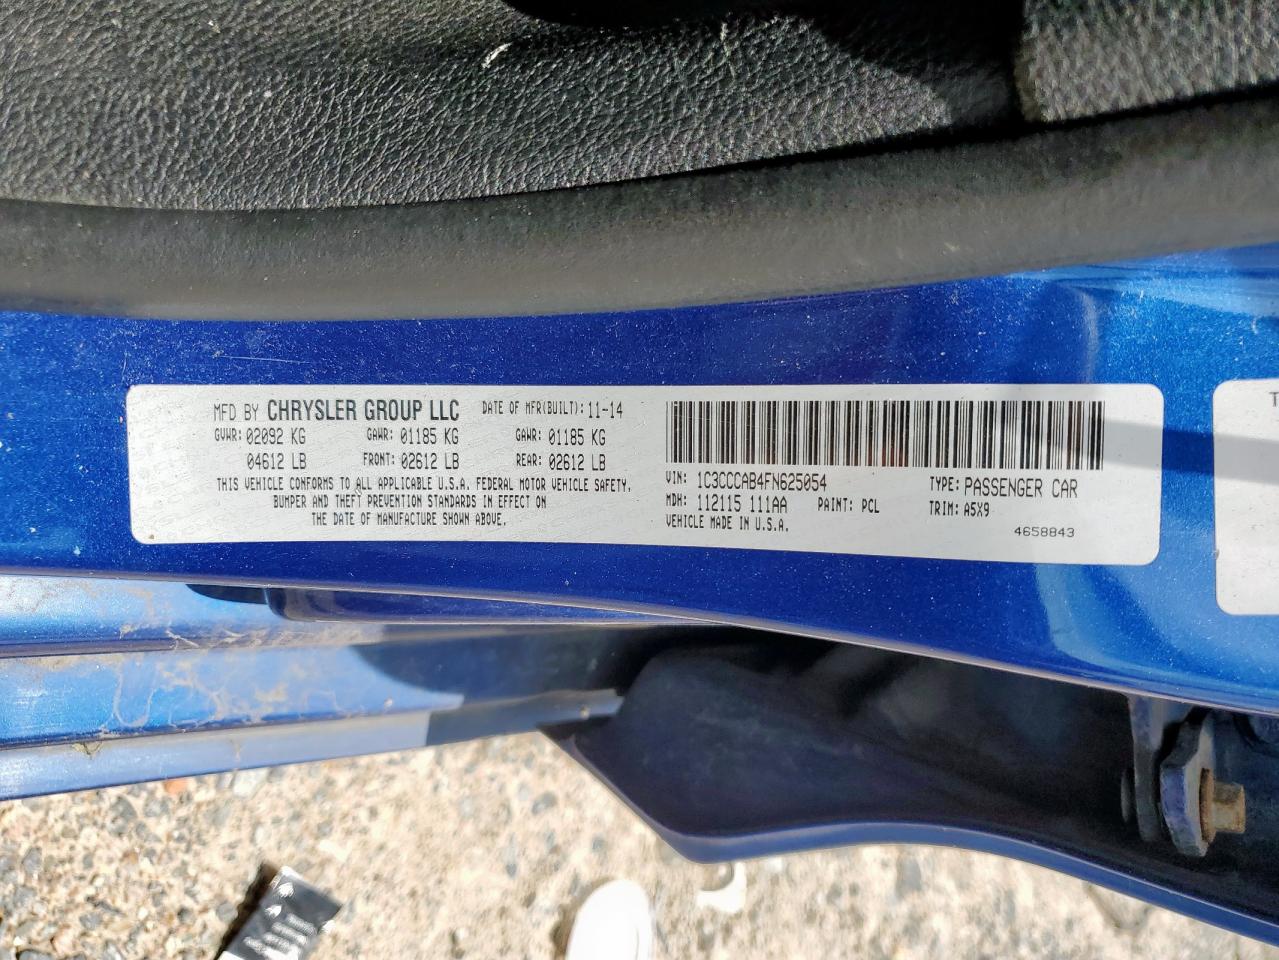 MFD BY CHRYSLER GROUP LLC DATE OF MFR(BUILT): 11-14
GVWR: 02092 KG GAWR: 01185 KG GAWR: 01185 KG
04612 LB FRONT: 02612 LB REAR: 02612 LB
THIS VEHICLE CONFORMS TO ALL APPLICABLE U.S.A. FEDERAL MOTOR VEHICLE SAFETY,
BUMPER AND THEFT PREVENTION STANDARDS IN EFFECT ON
THE DATE OF MANUFACTURE SHOWN ABOVE.
VIN: 1C3CCCAB4FN625054 TYPE: PASSENGER CAR
MDH: 112115 111AA PAINT: PCL TRIM: A5X9
VEHICLE MADE IN U.S.A.
4658843
T